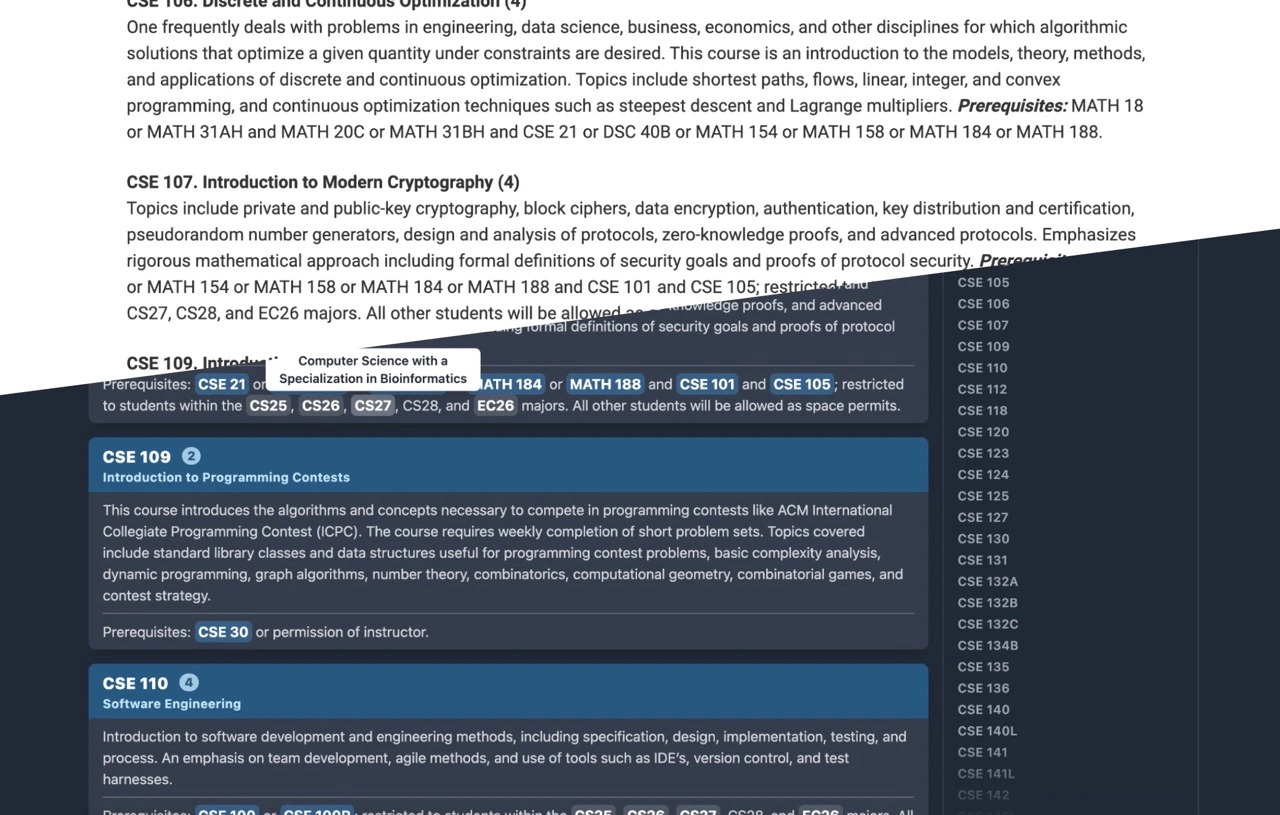 CSE 106. Discrete and Continuous Optimization (4)
One frequently deals with problems in engineering, data science, business, economics, and other disciplines for which algorithmic
solutions that optimize a given quantity under constraints are desired. This course is an introduction to the models, theory, methods,
and applications of discrete and continuous optimization. Topics include shortest paths, flows, linear, integer, and convex
programming, and continuous optimization techniques such as steepest descent and Lagrange multipliers. Prerequisites: MATH 18
or MATH 31AH and MATH 20C or MATH 31BH and CSE 21 or DSC 40B or MATH 154 or MATH 158 or MATH 184 or MATH 188.
CSE 107. Introduction to Modern Cryptography (4)
Topics include private and public-key cryptography, block ciphers, data encryption, authentication, key distribution and certification,
pseudorandom number generators, design and analysis of protocols, zero-knowledge proofs, and advanced protocols. Emphasizes
rigorous mathematical approach including formal definitions of security goals and proofs of protocol security.
or MATH 154 or MATH 158 or MATH 184 or MATH 188 and CSE 101 and CSE 105; restricted
CS27, CS28, and EC26 majors. All other students will be allowed
CSE 109.
and
proofs, and advanced
formal definitions of security goals and proofs of protocol
Computer Science with a
Specialization in Bioinformatics
Prerequisites: CSE 21 or MATH 184 or MATH 188 and CSE 101 and CSE 105; restricted
to students within the CS25, CS26, CS27, CS28, and EC26 majors. All other students will be allowed as space permits.
CSE 109 2
Introduction to Programming Contests
This course introduces the algorithms and concepts necessary to compete in programming contests like ACM International
Collegiate Programming Contest (ICPC). The course requires weekly completion of short problem sets. Topics covered
include standard library classes and data structures useful for programming contest problems, basic complexity analysis,
dynamic programming, graph algorithms, number theory, combinatorics, computational geometry, combinatorial games, and
contest strategy.
Prerequisites: CSE 30 or permission of instructor.
CSE 110 4
Software Engineering
Introduction to software development and engineering methods, including specification, design, implementation, testing, and
process. An emphasis on team development, agile methods, and use of tools such as IDE's, version control, and test
harnesses.
Prerequisites: CSE 100 or CSE 100R; restricted to students within the CS25, CS26, CS27, CS28, and EC26 majors. All
CSE 105
CSE 106
CSE 107
CSE 109
CSE 110
CSE 112
CSE 118
CSE 120
CSE 123
CSE 124
CSE 125
CSE 127
CSE 130
CSE 131
CSE 132A
CSE 132B
CSE 132C
CSE 134B
CSE 135
CSE 136
CSE 140
CSE 140L
CSE 141
CSE 141L
CSE 142